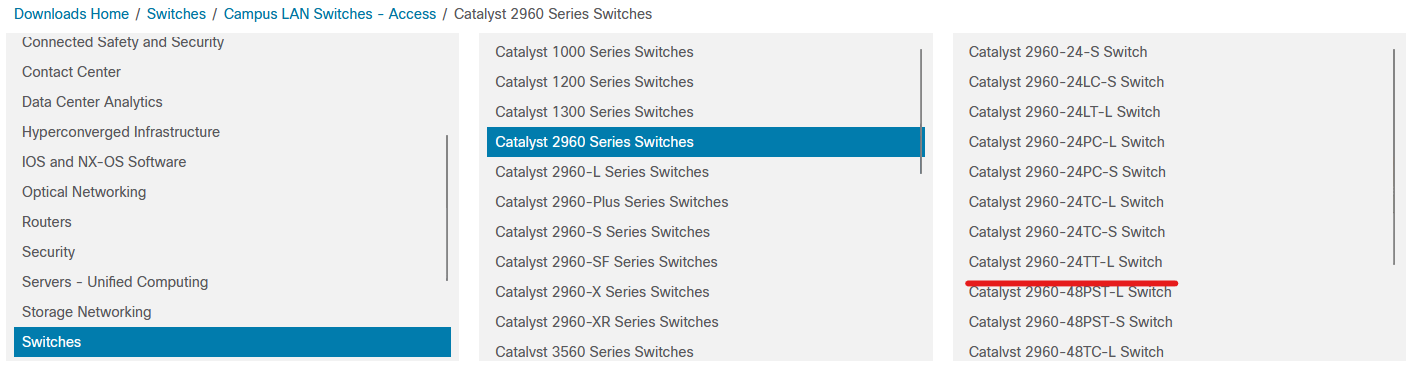 Downloads Home / Switches / Campus LAN Switches - Access / Catalyst 2960 Series Switches
Connected Safety and Security
Contact Center
Data Center Analytics
Hyperconverged Infrastructure
IOS and NX-OS Software
Optical Networking
Routers
Security
Servers - Unified Computing
Storage Networking
Switches
Catalyst 1000 Series Switches
Catalyst 1200 Series Switches
Catalyst 1300 Series Switches
Catalyst 2960 Series Switches
Catalyst 2960-L Series Switches
Catalyst 2960-Plus Series Switches
Catalyst 2960-S Series Switches
Catalyst 2960-SF Series Switches
Catalyst 2960-X Series Switches
Catalyst 2960-XR Series Switches
Catalyst 3560 Series Switches
Catalyst 2960-24-S Switch
Catalyst 2960-24LC-S Switch
Catalyst 2960-24LT-L Switch
Catalyst 2960-24PC-L Switch
Catalyst 2960-24PC-S Switch
Catalyst 2960-24TC-L Switch
Catalyst 2960-24TC-S Switch
Catalyst 2960-24TT-L Switch
Catalyst 2960-48PST-L Switch
Catalyst 2960-48PST-S Switch
Catalyst 2960-48TC-L Switch